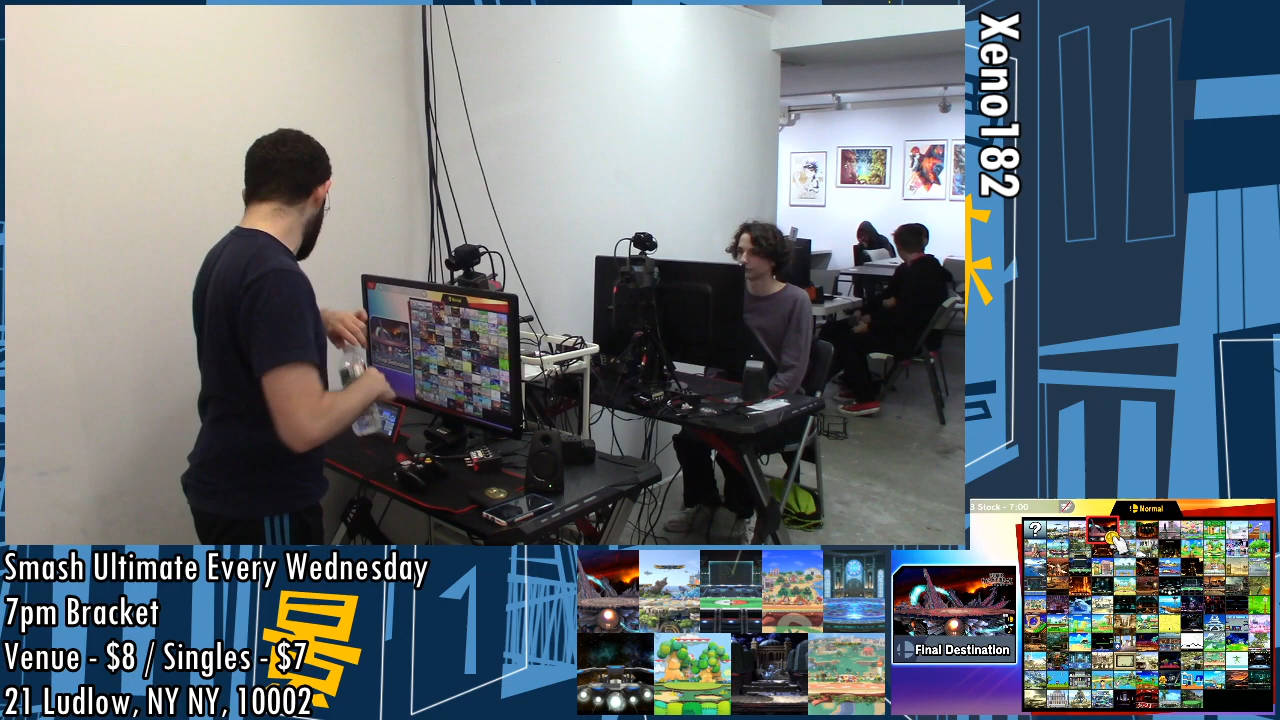 Xeno182
3 Stock - 7:00
Normal
Final Destination
Smash Ultimate Every Wednesday
7pm Bracket
Venue - $8 / Singles - $7
21 Ludlow, NY NY, 10002